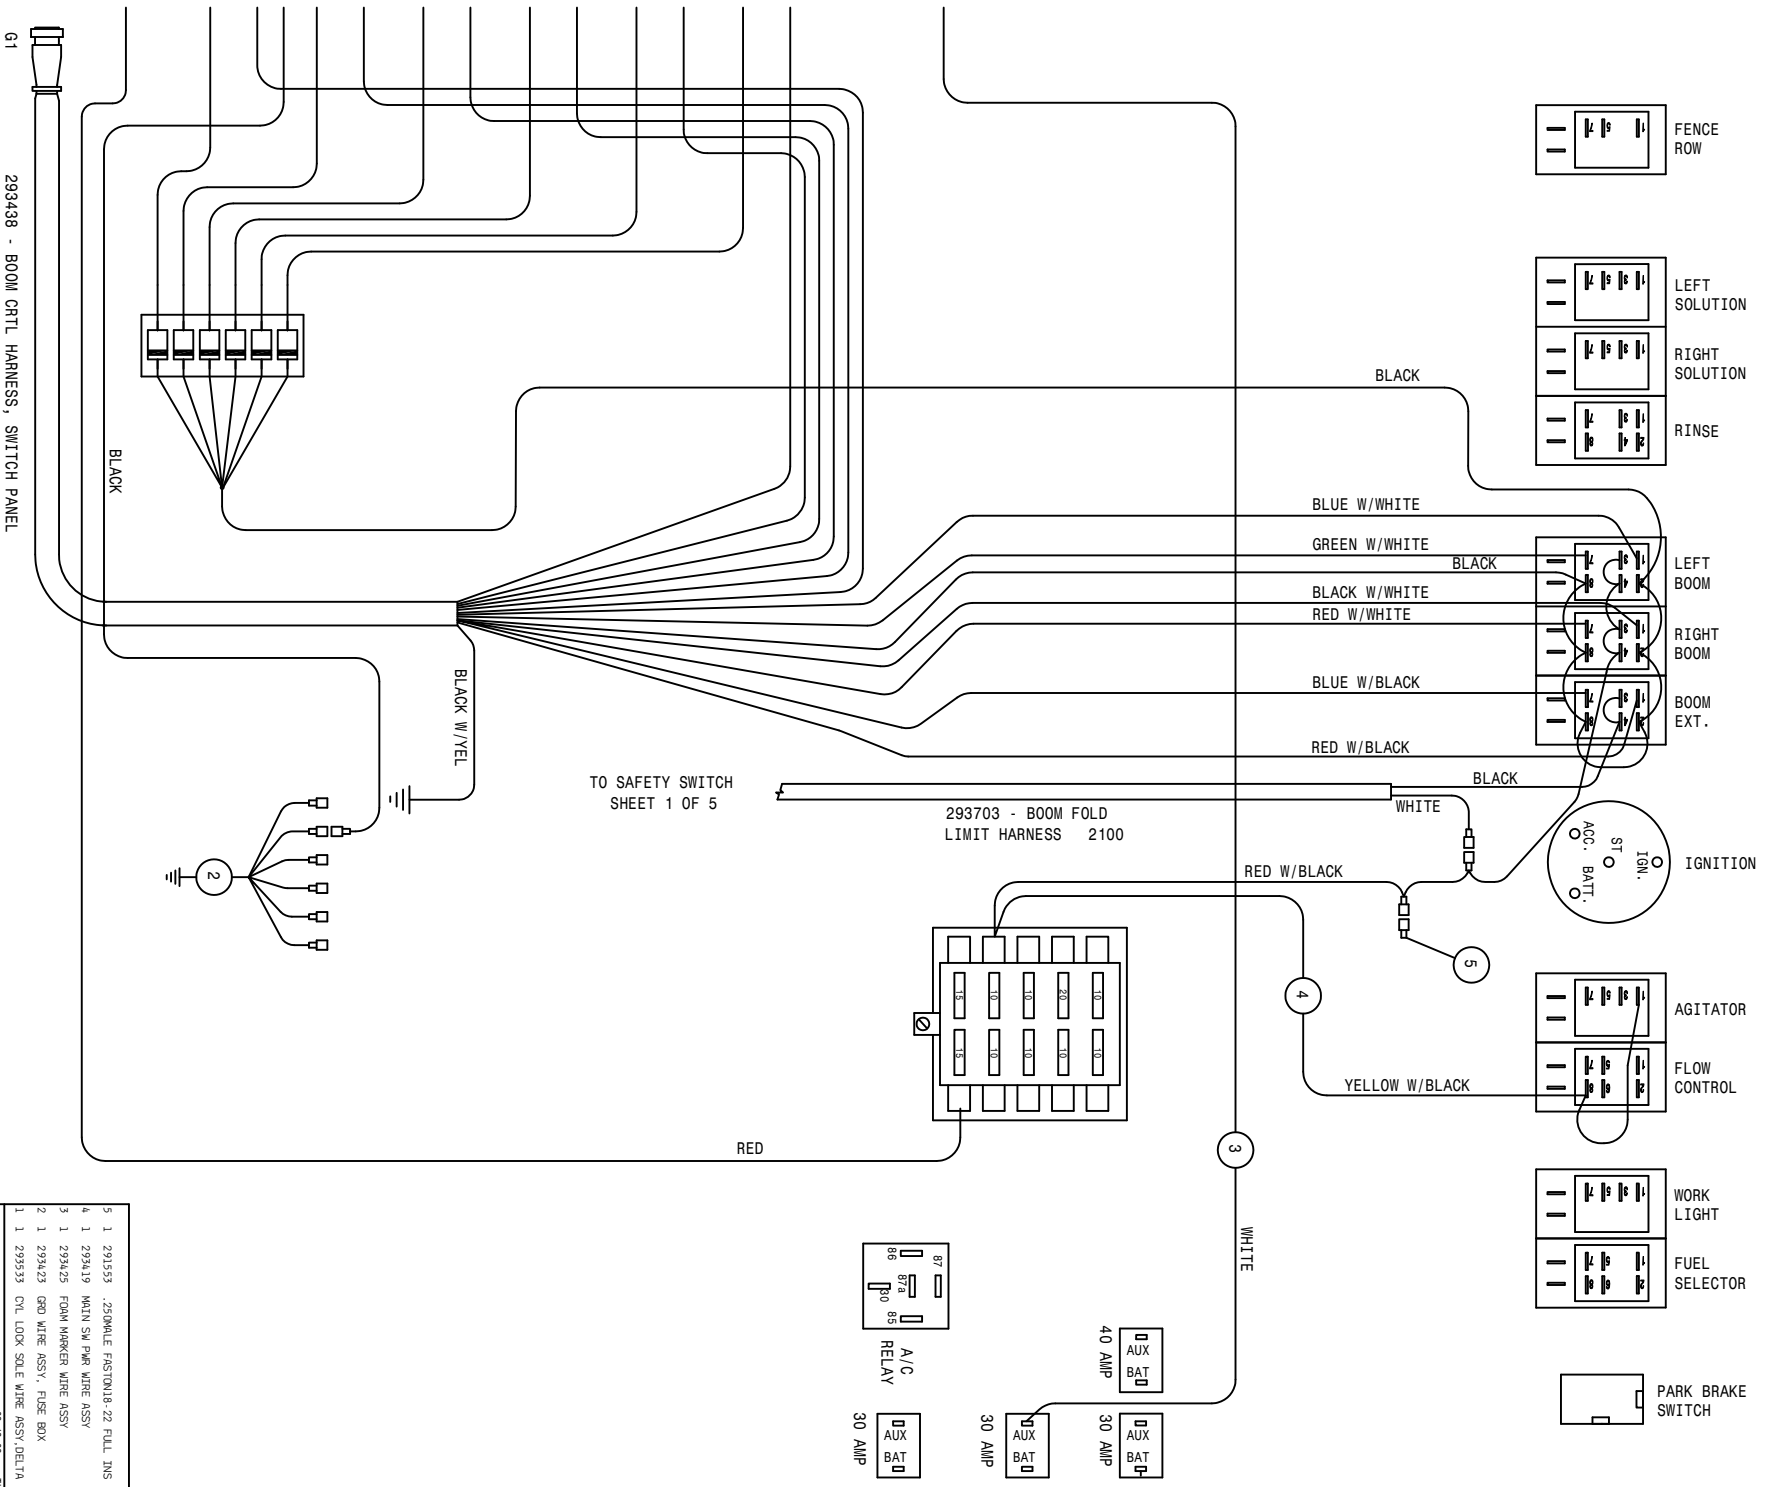 FENCE
ROW
LEFT
SOLUTION
RIGHT
SOLUTION
RINSE
BLACK
BLUE W/WHITE
GREEN W/WHITE
BLACK
BLACK W/WHITE
RED W/WHITE
LEFT
BOOM
RIGHT
BOOM
BLUE W/BLACK
BOOM
EXT.
RED W/BLACK
BLACK
WHITE
TO SAFETY SWITCH
SHEET 1 OF 5
293703 - BOOM FOLD
LIMIT HARNESS 2100
RED W/BLACK
IGN.
ST
ACC. BATT.
IGNITION
5
4
AGITATOR
FLOW
CONTROL
YELLOW W/BLACK
15 10 10 20 10
15 10 10 10 10
RED
3
WHITE
WORK
LIGHT
FUEL
SELECTOR
PARK BRAKE
SWITCH
G1
293438 - BOOM CRTL HARNESS, SWITCH PANEL
BLACK
BLACK W/YEL
2
87
86
87a
30
85
A/C
RELAY
40 AMP
AUX
BAT
30 AMP
AUX
BAT
30 AMP
AUX
BAT
30 AMP
AUX
BAT
5 1 291553 .250MALE FASTON18-22 FULL INS
4 1 293419 MAIN SW PWR WIRE ASSY
3 1 293425 FOAM MARKER WIRE ASSY
2 1 293423 GRD WIRE ASSY, FUSE BOX
1 1 293533 CYL LOCK SOLE WIRE ASSY,DELTA